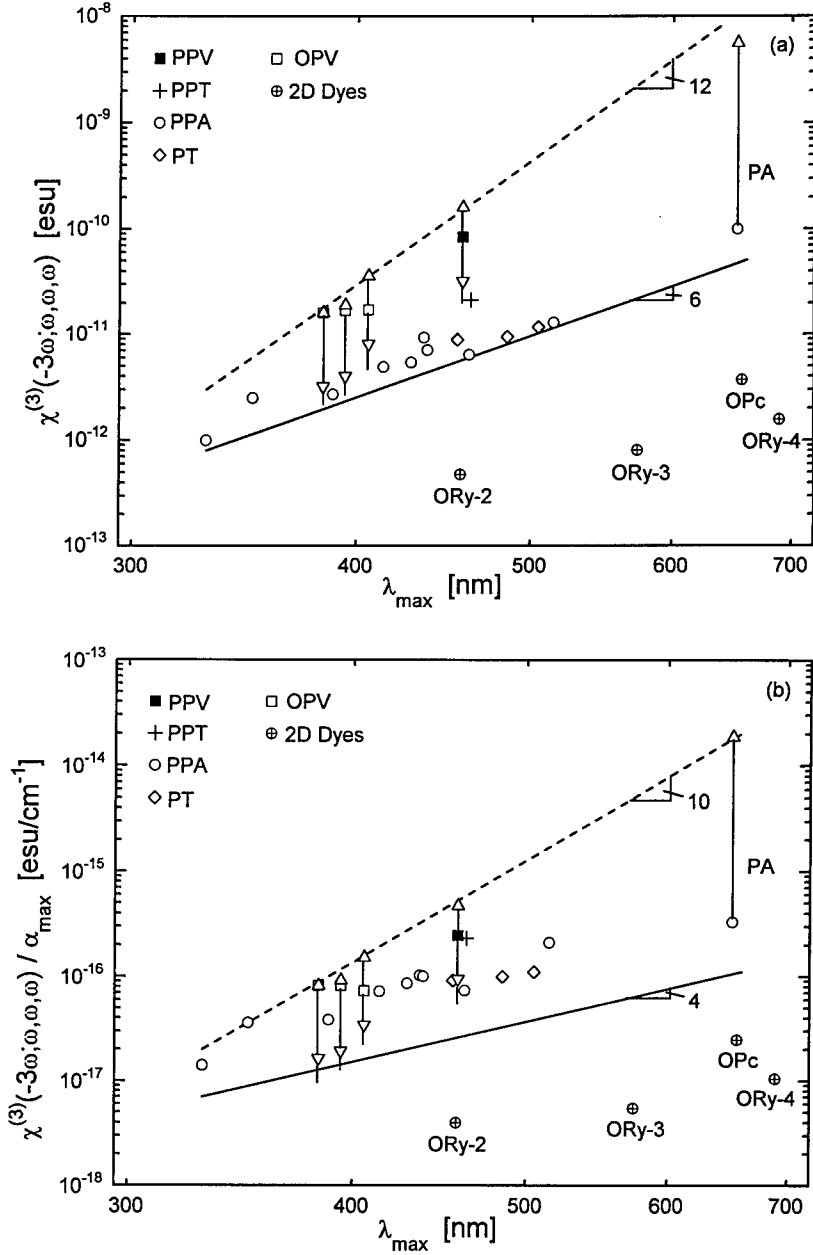 (a)
■ PPV □ OPV
+ PPT ⊕ 2D Dyes
○ PPA
◇ PT
12
PA
6
OPc
ORy-4
ORy-3
ORy-2
10⁻⁸
10⁻⁹
10⁻¹⁰
10⁻¹¹
10⁻¹²
10⁻¹³
χ⁽³⁾(-3ω;ω,ω,ω) [esu]
300 400 500 600 700
λmax [nm]
(b)
■ PPV □ OPV
+ PPT ⊕ 2D Dyes
○ PPA
◇ PT
10
PA
4
OPc
ORy-4
ORy-3
ORy-2
10⁻¹³
10⁻¹⁴
10⁻¹⁵
10⁻¹⁶
10⁻¹⁷
10⁻¹⁸
χ⁽³⁾(-3ω;ω,ω,ω) / αmax [esu/cm⁻¹]
300 400 500 600 700
λmax [nm]